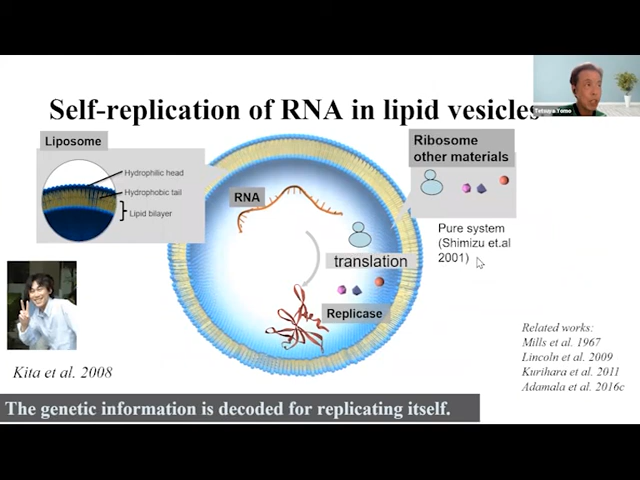 Tetsuya Yomo
Self-replication of RNA in lipid vesicles
Liposome
Hydrophilic head
Hydrophobic tail
Lipid bilayer
RNA
translation
Replicase
Ribosome
other materials
Pure system
(Shimizu et.al
2001)
Kita et al. 2008
Related works:
Mills et al. 1967
Lincoln et al. 2009
Kurihara et al. 2011
Adamala et al. 2016c
The genetic information is decoded for replicating itself.